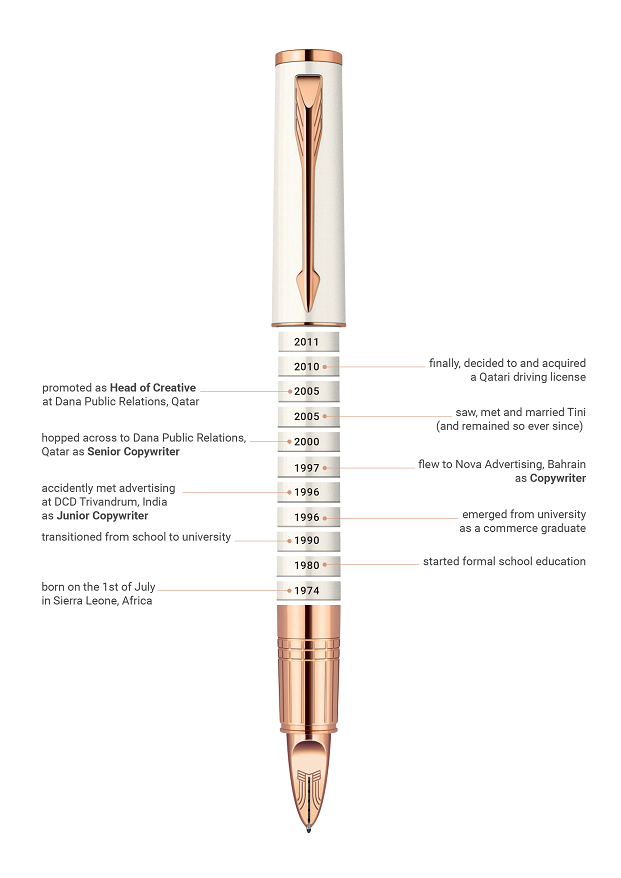 2011
2010
finally, decided to and acquired
a Qatari driving license
promoted as Head of Creative
at Dana Public Relations, Qatar
2005
2005
saw, met and married Tini
(and remained so ever since)
hopped across to Dana Public Relations,
Qatar as Senior Copywriter
2000
1997
flew to Nova Advertising, Bahrain
as Copywriter
accidently met advertising
at DCD Trivandrum, India
as Junior Copywriter
1996
1996
emerged from university
as a commerce graduate
transitioned from school to university
1990
1980
started formal school education
born on the 1st of July
in Sierra Leone, Africa
1974